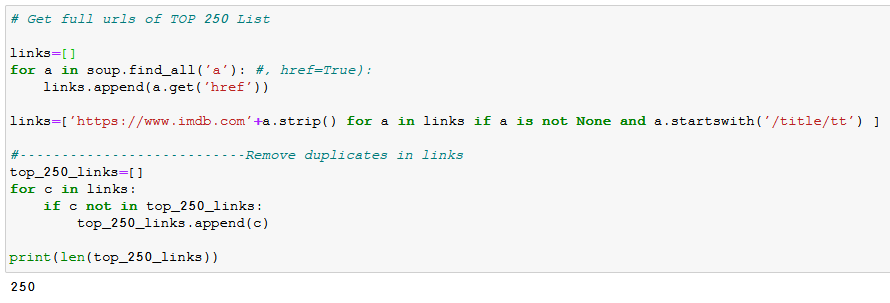 # Get full urls of TOP 250 List
links=[]
for a in soup.find_all('a'): #, href=True):
links.append(a.get('href'))
links=['https://www.imdb.com'+a.strip() for a in links if a is not None and a.startswith('/title/tt') ]
#---------------------------Remove duplicates in links
top_250_links=[]
for c in links:
if c not in top_250_links:
top_250_links.append(c)
print(len(top_250_links))
250